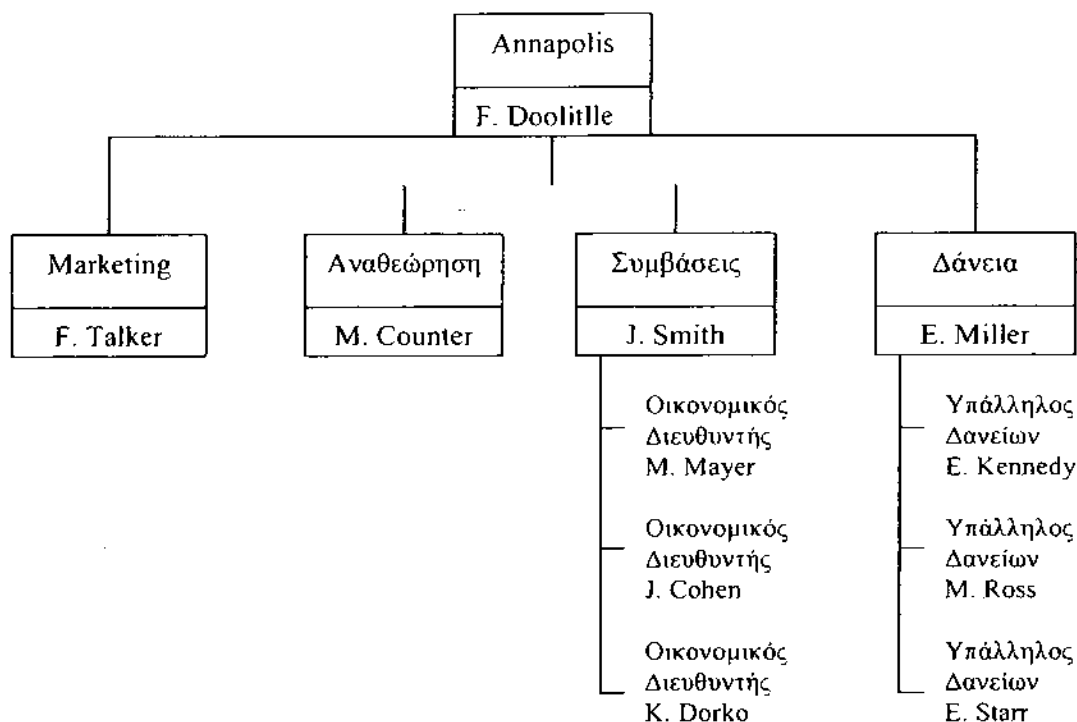 Annapolis
F. Doolitlle
Marketing
F. Talker
Αναθεώρηση
M. Counter
Συμβάσεις
J. Smith
Οικονομικός
Διευθυντής
M. Mayer
Οικονομικός
Διευθυντής
J. Cohen
Οικονομικός
Διευθυντής
K. Dorko
Δάνεια
E. Miller
Υπάλληλος
Δανείων
E. Kennedy
Υπάλληλος
Δανείων
M. Ross
Υπάλληλος
Δανείων
E. Starr